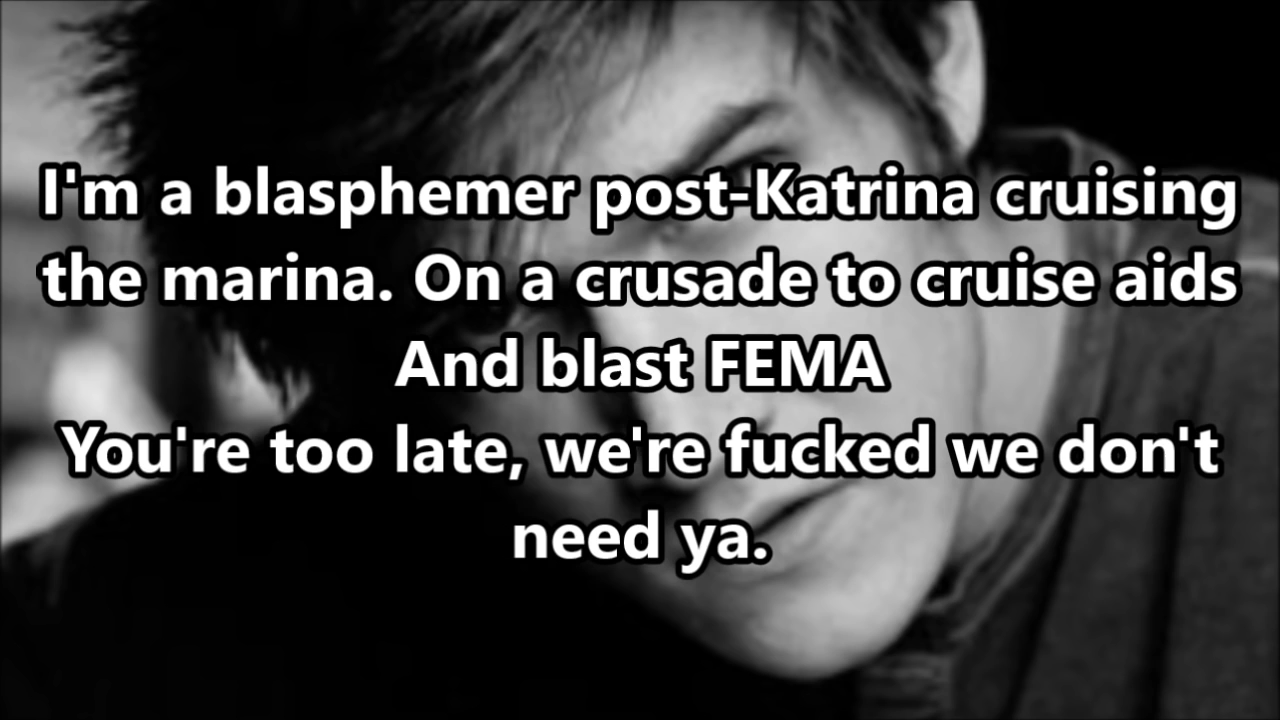 I'm a blasphemer post-Katrina cruising
the marina. On a crusade to cruise aids
And blast FEMA
You're too late, we're fucked we don't
need ya.